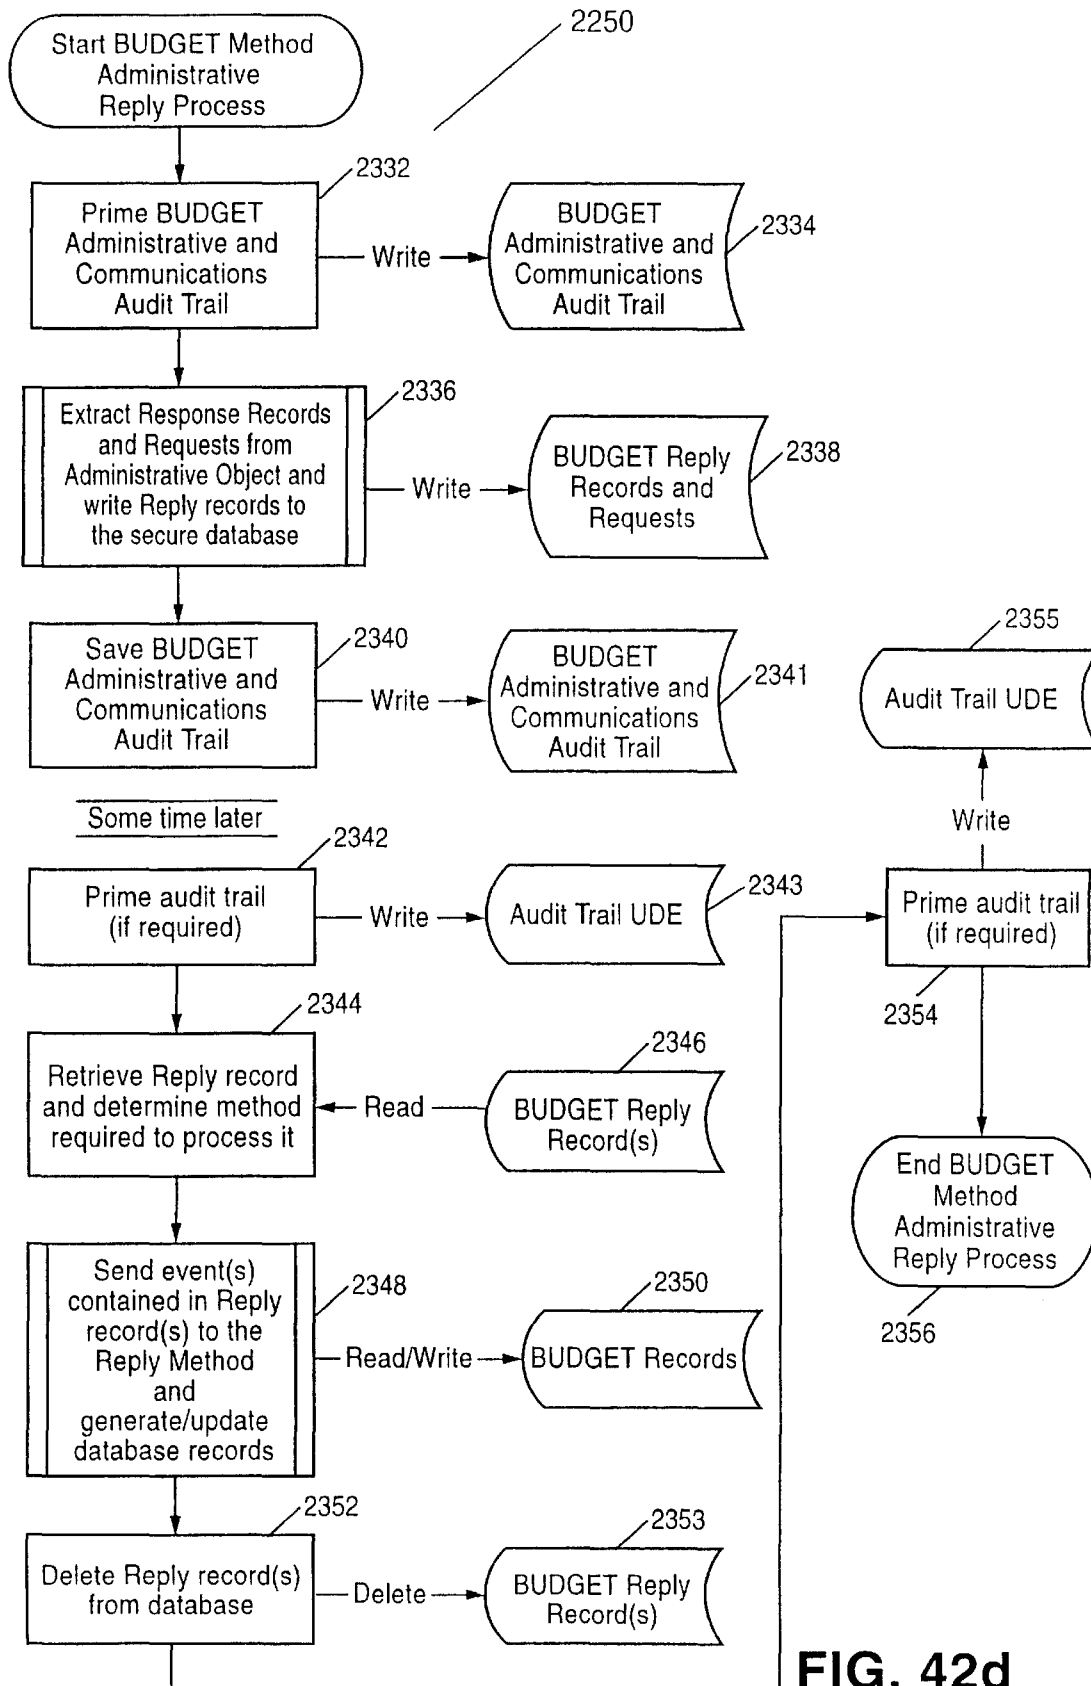 Start BUDGET Method
Administrative
Reply Process
2250
2332
Prime BUDGET
Administrative and
Communications
Audit Trail
Write
BUDGET
Administrative and
Communications
Audit Trail
2334
2336
Extract Response Records
and Requests from
Administrative Object and
write Reply records to
the secure database
Write
BUDGET Reply
Records and
Requests
2338
2340
Save BUDGET
Administrative and
Communications
Audit Trail
Write
BUDGET
Administrative and
Communications
Audit Trail
2341
Some time later
2342
Prime audit trail
(if required)
Write
Audit Trail UDE
2343
2344
Retrieve Reply record
and determine method
required to process it
Read
2346
BUDGET Reply
Record(s)
2348
Send event(s)
contained in Reply
record(s) to the
Reply Method
and
generate/update
database records
Read/Write
2350
BUDGET Records
2352
Delete Reply record(s)
from database
Delete
2353
BUDGET Reply
Record(s)
2355
Audit Trail UDE
Write
Prime audit trail
(if required)
2354
End BUDGET
Method
Administrative
Reply Process
2356
FIG. 42d